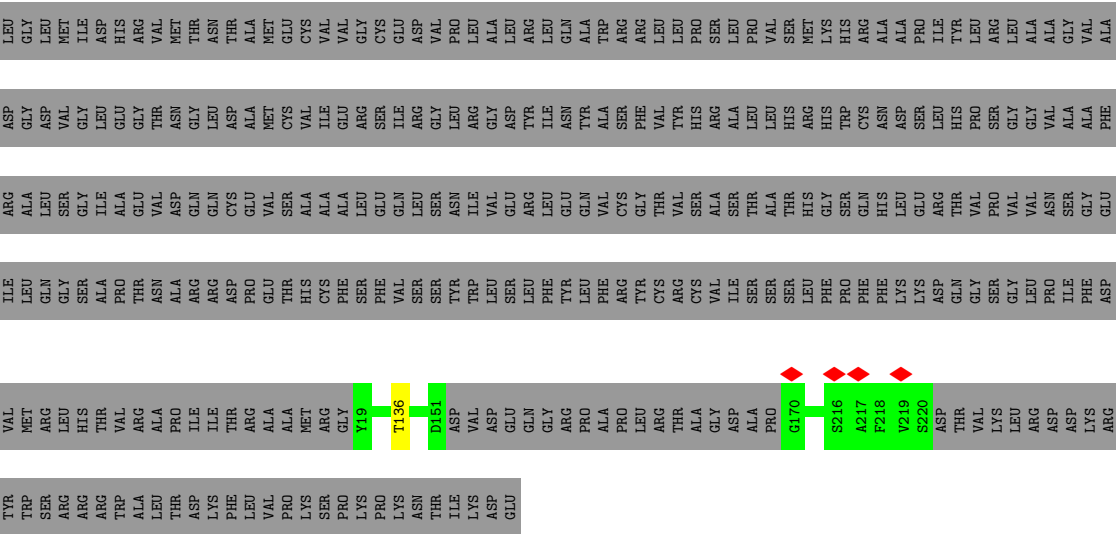 LEU GLY LEU MET ILE ASP HIS ARG VAL MET THR ASN THR ALA MET GLU CYS VAL VAL GLY CYS GLU ASP VAL PRO LEU ALA LEU ARG LEU GLN ALA TRP ARG ARG LEU LEU PRO SER LEU PRO VAL SER MET LYS HIS ARG ALA ALA PRO ILE TYR LEU ARG LEU ALA ALA GLY VAL ALA
ASP GLY ASP VAL GLY LEU GLU GLY THR ASN GLY LEU ASP ALA MET CYS VAL ILE GLU ARG SER ILE ARG GLY LEU ARG GLY ASP TYR ILE ASN TYR ALA SER PHE VAL TYR HIS ARG ALA LEU LEU HIS ARG HIS TRP CYS ASN ASP SER LEU HIS PRO SER GLY GLY VAL ALA ALA PHE
ARG ALA LEU SER GLY ILE ALA GLU VAL ASP GLN GLN CYS GLU VAL SER ALA ALA ALA LEU GLU GLN LEU SER ASN ILE VAL GLU ARG LEU GLU GLN VAL CYS GLY THR VAL SER ALA SER THR ALA THR HIS GLY SER GLN HIS LEU GLU ARG THR VAL PRO VAL VAL ASN SER GLY GLU
ILE LEU GLN GLY SER ALA PRO THR ASN ALA ARG ARG ASP PRO GLU THR HIS CYS PHE SER PHE VAL SER SER TYR TRP LEU SER LEU PHE TYR LEU PHE ARG TYR CYS ARG CYS VAL ILE SER SER SER LEU PHE PRO PHE PHE LYS LYS ASP GLN GLY SER GLY LEU PRO ILE PHE ASP
VAL MET ARG LEU HIS THR VAL ARG ALA PRO ILE ILE THR ARG ALA ALA MET ARG GLY Y19 T136 D151 ASP VAL ASP GLU GLN GLY ARG PRO ALA PRO LEU ARG THR ALA GLY ASP ALA PRO G170 S216 A217 F218 V219 S220 ASP THR VAL LYS LEU ARG ASP ASP LYS ARG
TYR TRP SER ARG ARG ARG TRP ALA LEU THR ASP LYS PHE LEU VAL PRO LYS SER PRO LYS PRO LYS ASN THR ILE LYS ASP GLU